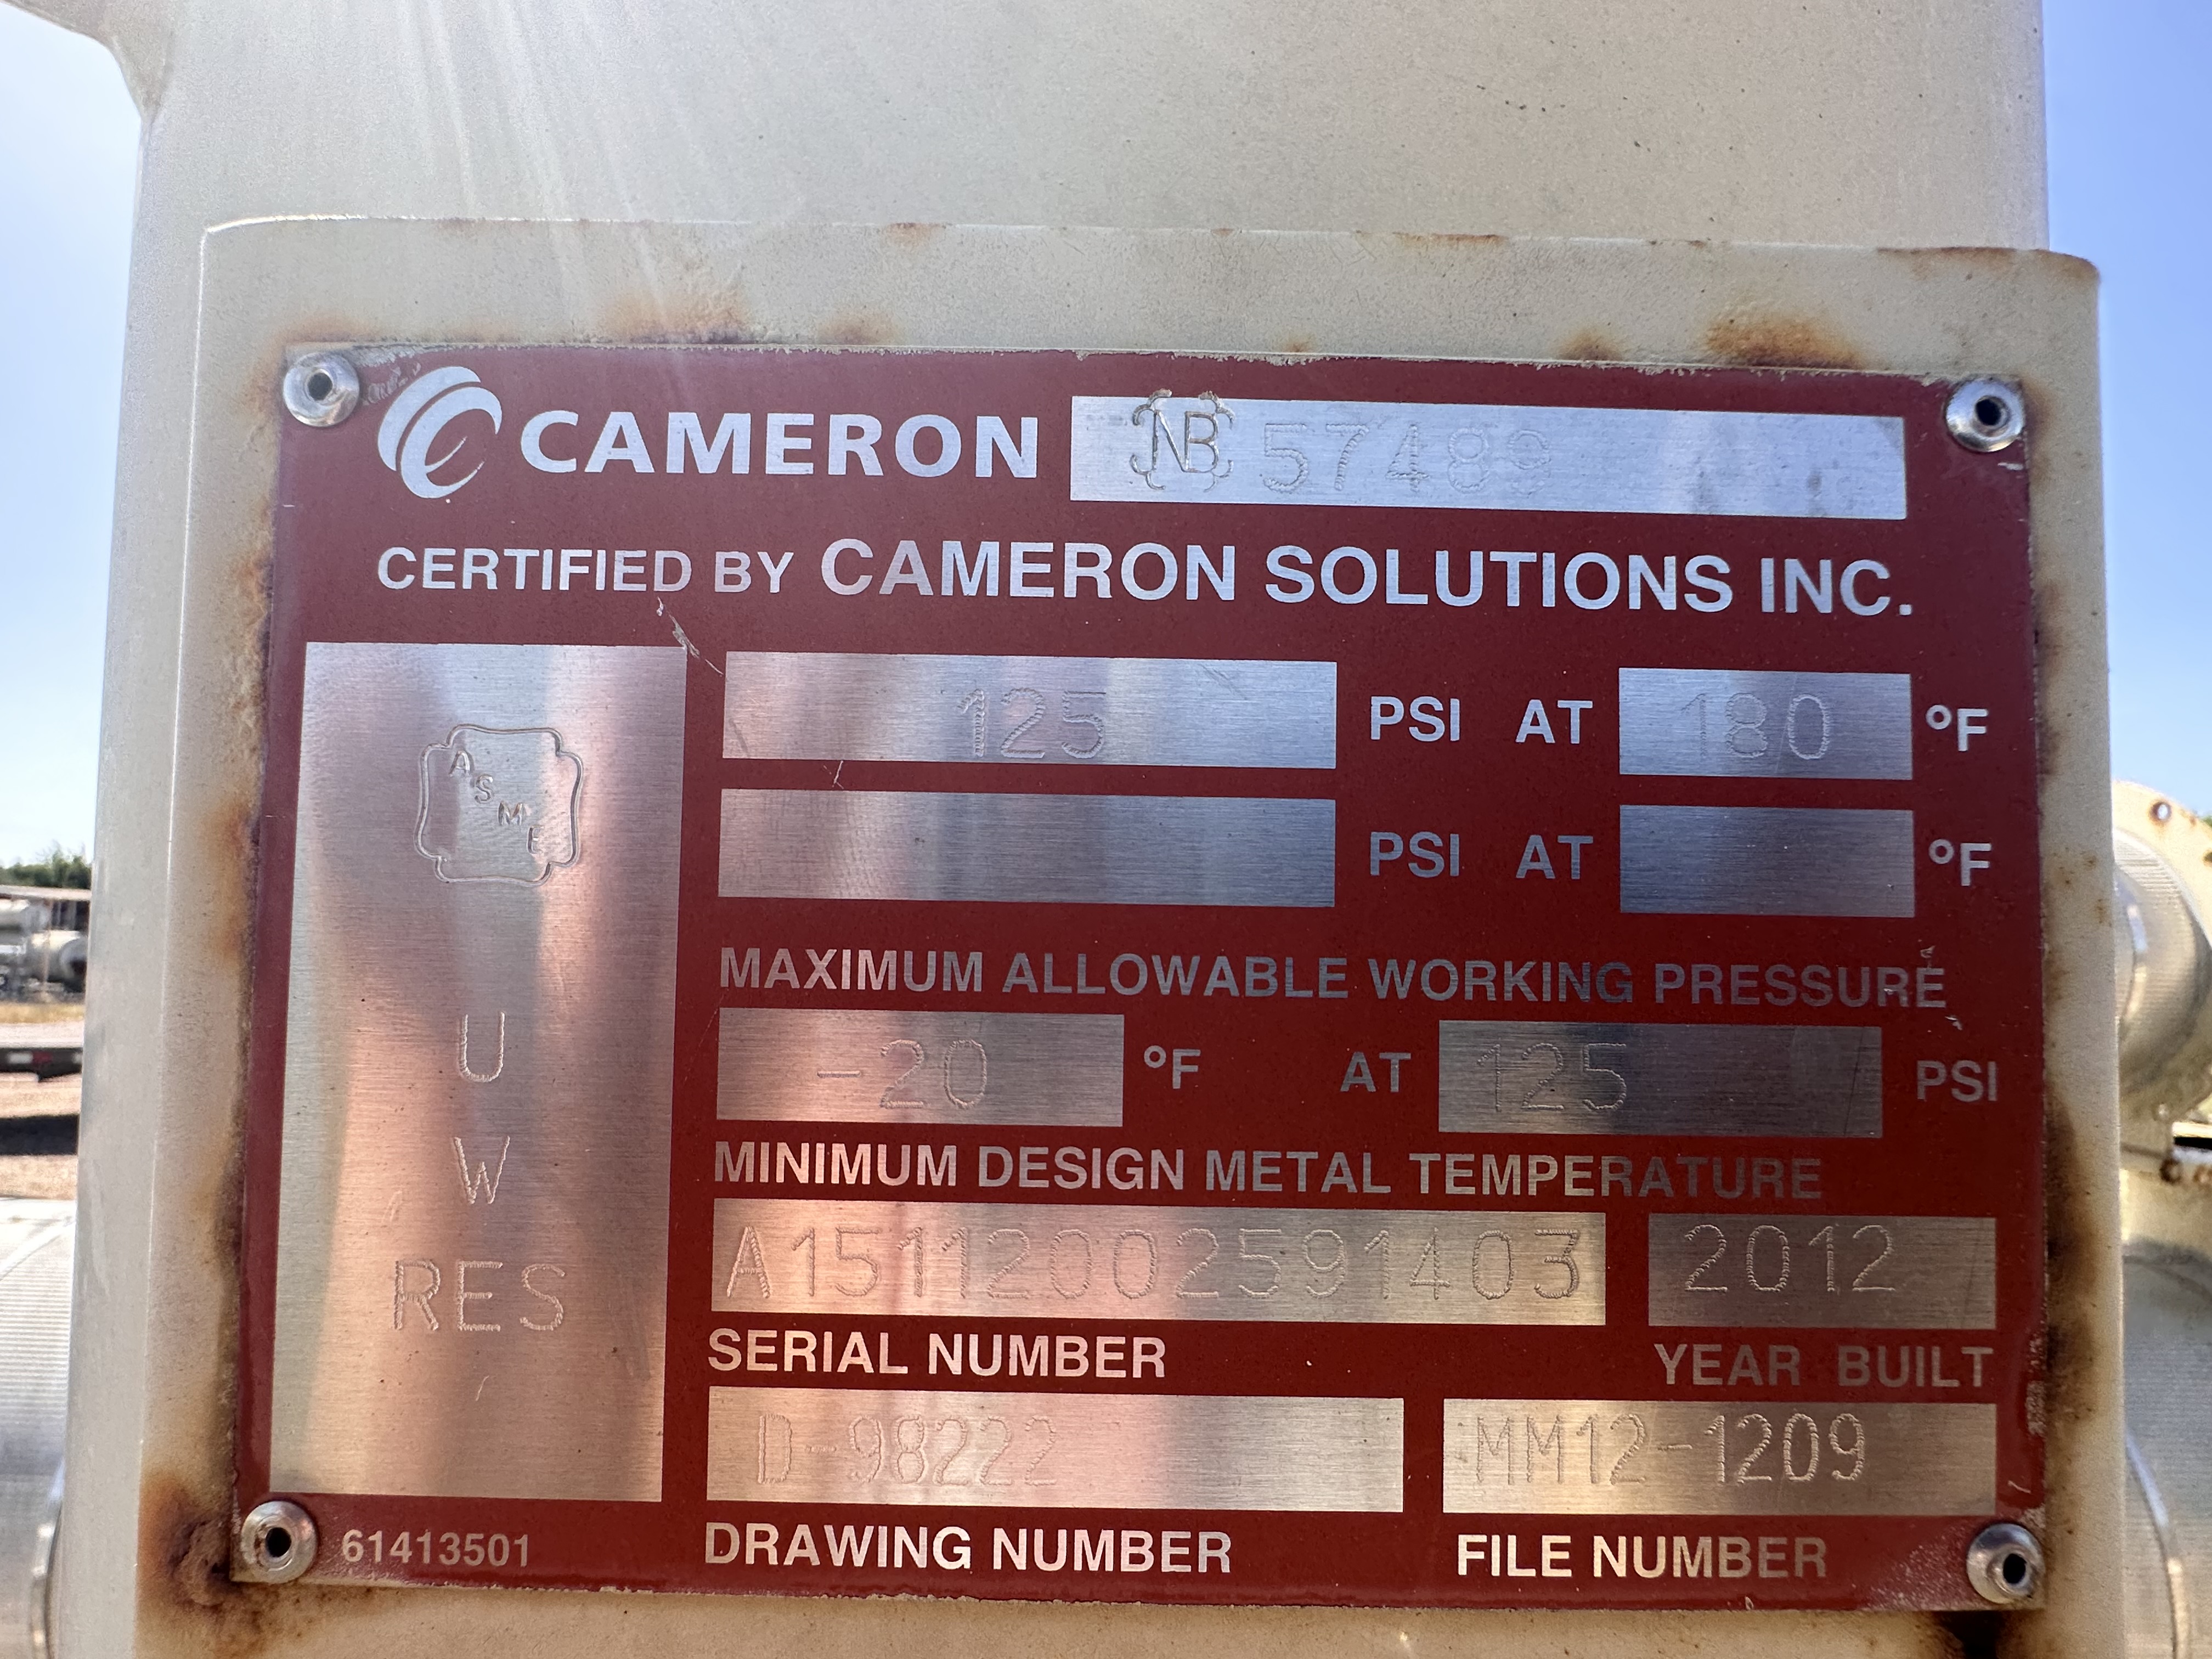 CAMERON NB 57489
CERTIFIED BY CAMERON SOLUTIONS INC.
ASME
U
W
RES
125 PSI AT 180 °F
PSI AT °F
MAXIMUM ALLOWABLE WORKING PRESSURE
-20 °F AT 125 PSI
MINIMUM DESIGN METAL TEMPERATURE
A15112002591403 2012
SERIAL NUMBER YEAR BUILT
D-98222 MM12-1209
DRAWING NUMBER FILE NUMBER
61413501